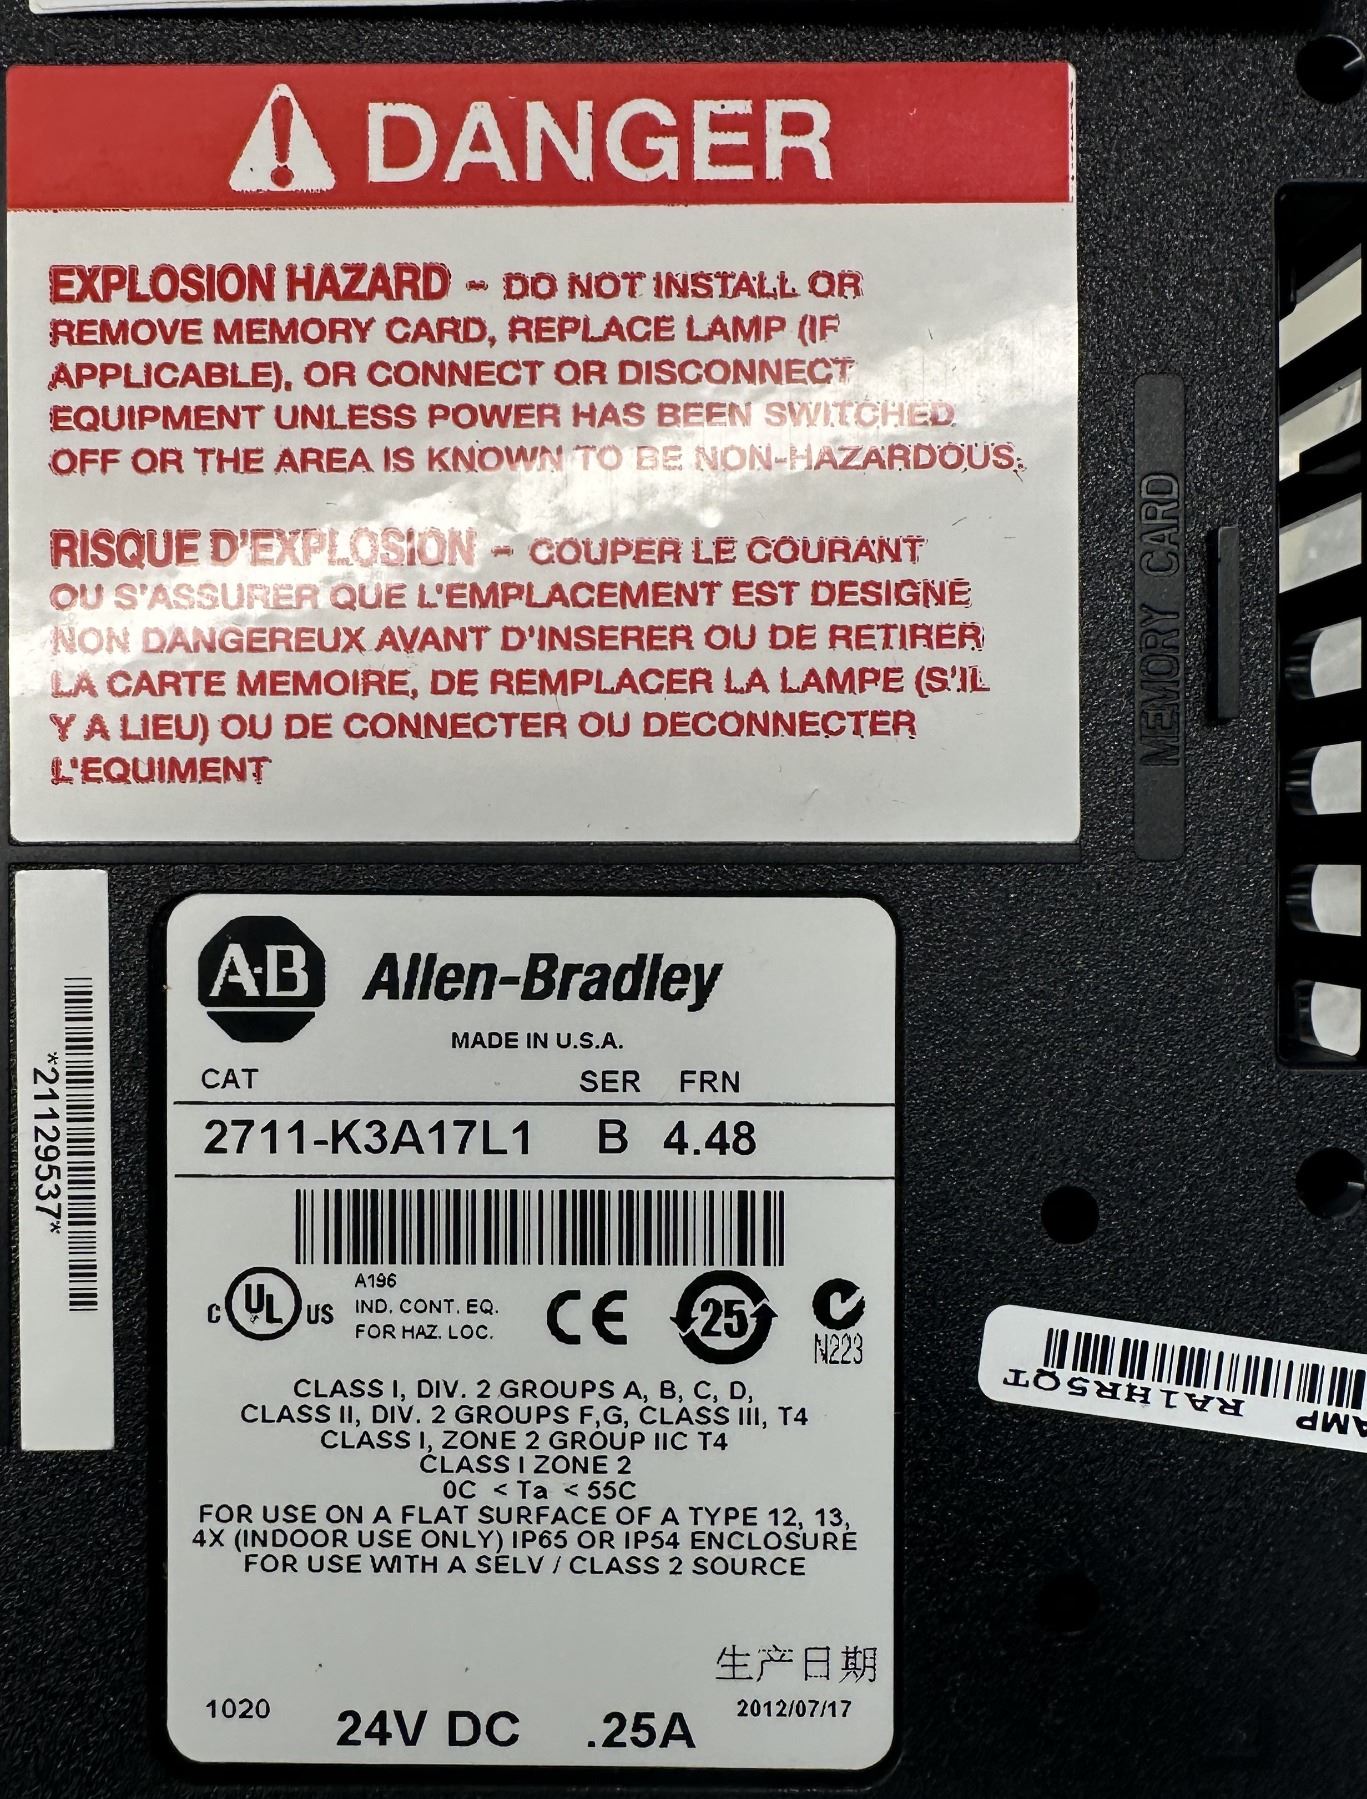 DANGER
EXPLOSION HAZARD - DO NOT INSTALL OR
REMOVE MEMORY CARD, REPLACE LAMP (IF
APPLICABLE), OR CONNECT OR DISCONNECT
EQUIPMENT UNLESS POWER HAS BEEN SWITCHED
OFF OR THE AREA IS KNOWN TO BE NON-HAZARDOUS.
RISQUE D'EXPLOSION - COUPER LE COURANT
OU S'ASSURER QUE L'EMPLACEMENT EST DESIGNE
NON DANGEREUX AVANT D'INSERER OU DE RETIRER
LA CARTE MEMOIRE, DE REMPLACER LA LAMPE (S'IL
Y A LIEU) OU DE CONNECTER OU DECONNECTER
L'EQUIMENT
MEMORY CARD
*21129537*
A-B Allen-Bradley
MADE IN U.S.A.
CAT SER FRN
2711-K3A17L1 B 4.48
C UL US
A196
IND. CONT. EQ.
FOR HAZ. LOC.
CE
25
N223
CLASS I, DIV. 2 GROUPS A, B, C, D,
CLASS II, DIV. 2 GROUPS F,G, CLASS III, T4
CLASS I, ZONE 2 GROUP IIC T4
CLASS I ZONE 2
0C < Ta < 55C
FOR USE ON A FLAT SURFACE OF A TYPE 12, 13,
4X (INDOOR USE ONLY) IP65 OR IP54 ENCLOSURE
FOR USE WITH A SELV / CLASS 2 SOURCE
生产日期
1020 24V DC .25A 2012/07/17
RA1HR5QT